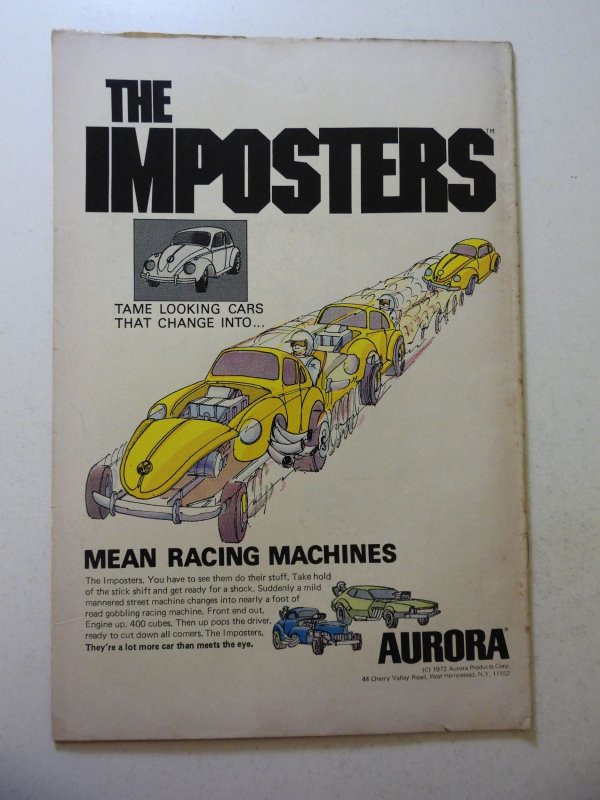 THE
IMPOSTERS™
TAME LOOKING CARS
THAT CHANGE INTO...
MEAN RACING MACHINES
The Imposters. You have to see them do their stuff. Take hold
of the stick shift and get ready for a shock. Suddenly a mild
mannered street machine changes into nearly a foot of
road gobbling racing machine. Front end out.
Engine up. 400 cubes. Then up pops the driver,
ready to cut down all comers. The Imposters.
They're a lot more car than meets the eye.
AURORA®
(C) 1972 Aurora Products Corp.
44 Cherry Valley Road, West Hempstead, N.Y. 11552